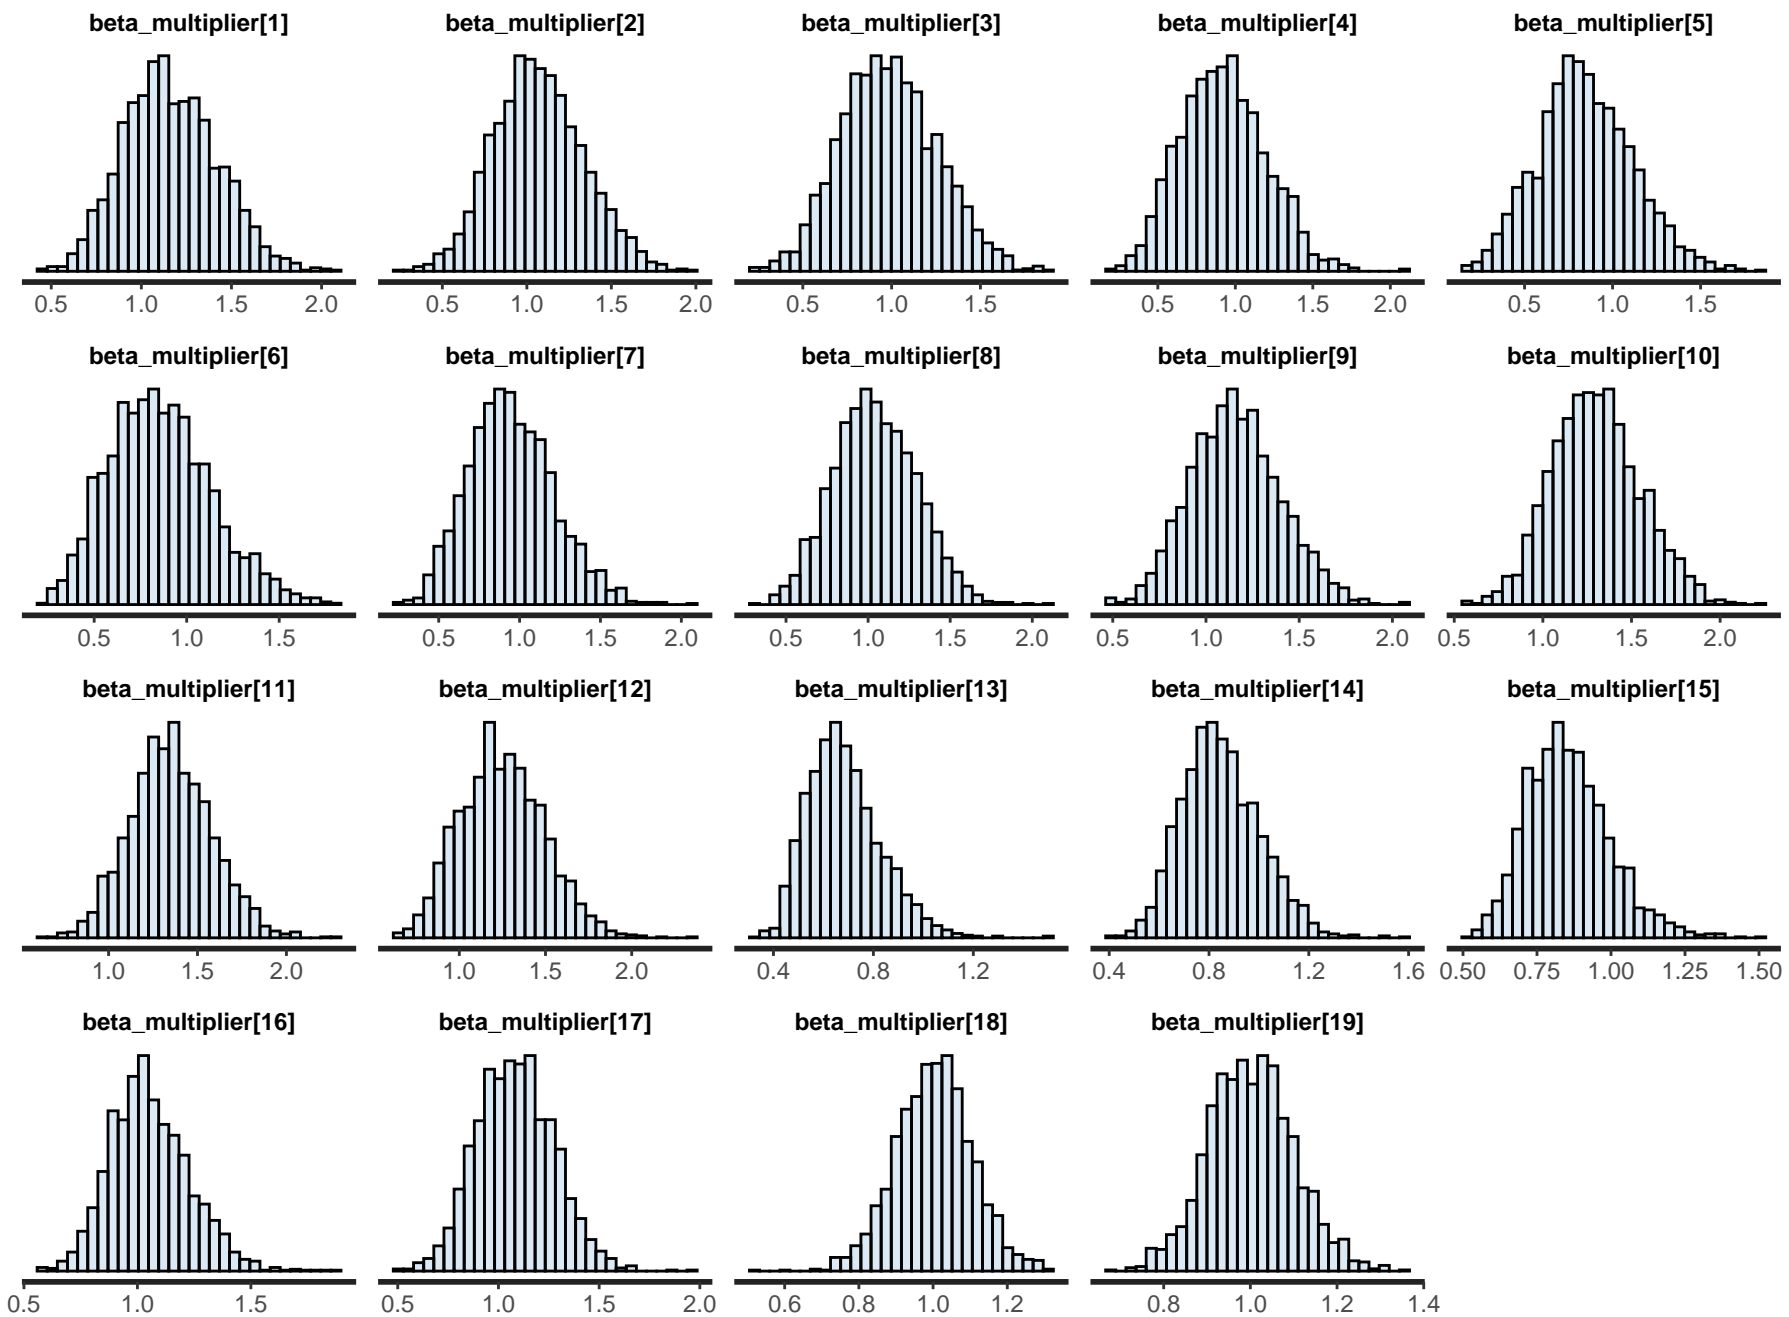 beta_multiplier[1] beta_multiplier[2] beta_multiplier[3] beta_multiplier[4] beta_multiplier[5]
0.5 1.0 1.5 2.0 0.5 1.0 1.5 2.0 0.5 1.0 1.5 0.5 1.0 1.5 2.0 0.5 1.0 1.5
beta_multiplier[6] beta_multiplier[7] beta_multiplier[8] beta_multiplier[9] beta_multiplier[10]
0.5 1.0 1.5 0.5 1.0 1.5 2.0 0.5 1.0 1.5 2.0 0.5 1.0 1.5 2.0 0.5 1.0 1.5 2.0
beta_multiplier[11] beta_multiplier[12] beta_multiplier[13] beta_multiplier[14] beta_multiplier[15]
1.0 1.5 2.0 1.0 1.5 2.0 0.4 0.8 1.2 0.4 0.8 1.2 1.6 0.50 0.75 1.00 1.25 1.50
beta_multiplier[16] beta_multiplier[17] beta_multiplier[18] beta_multiplier[19]
0.5 1.0 1.5 0.5 1.0 1.5 2.0 0.6 0.8 1.0 1.2 0.8 1.0 1.2 1.4